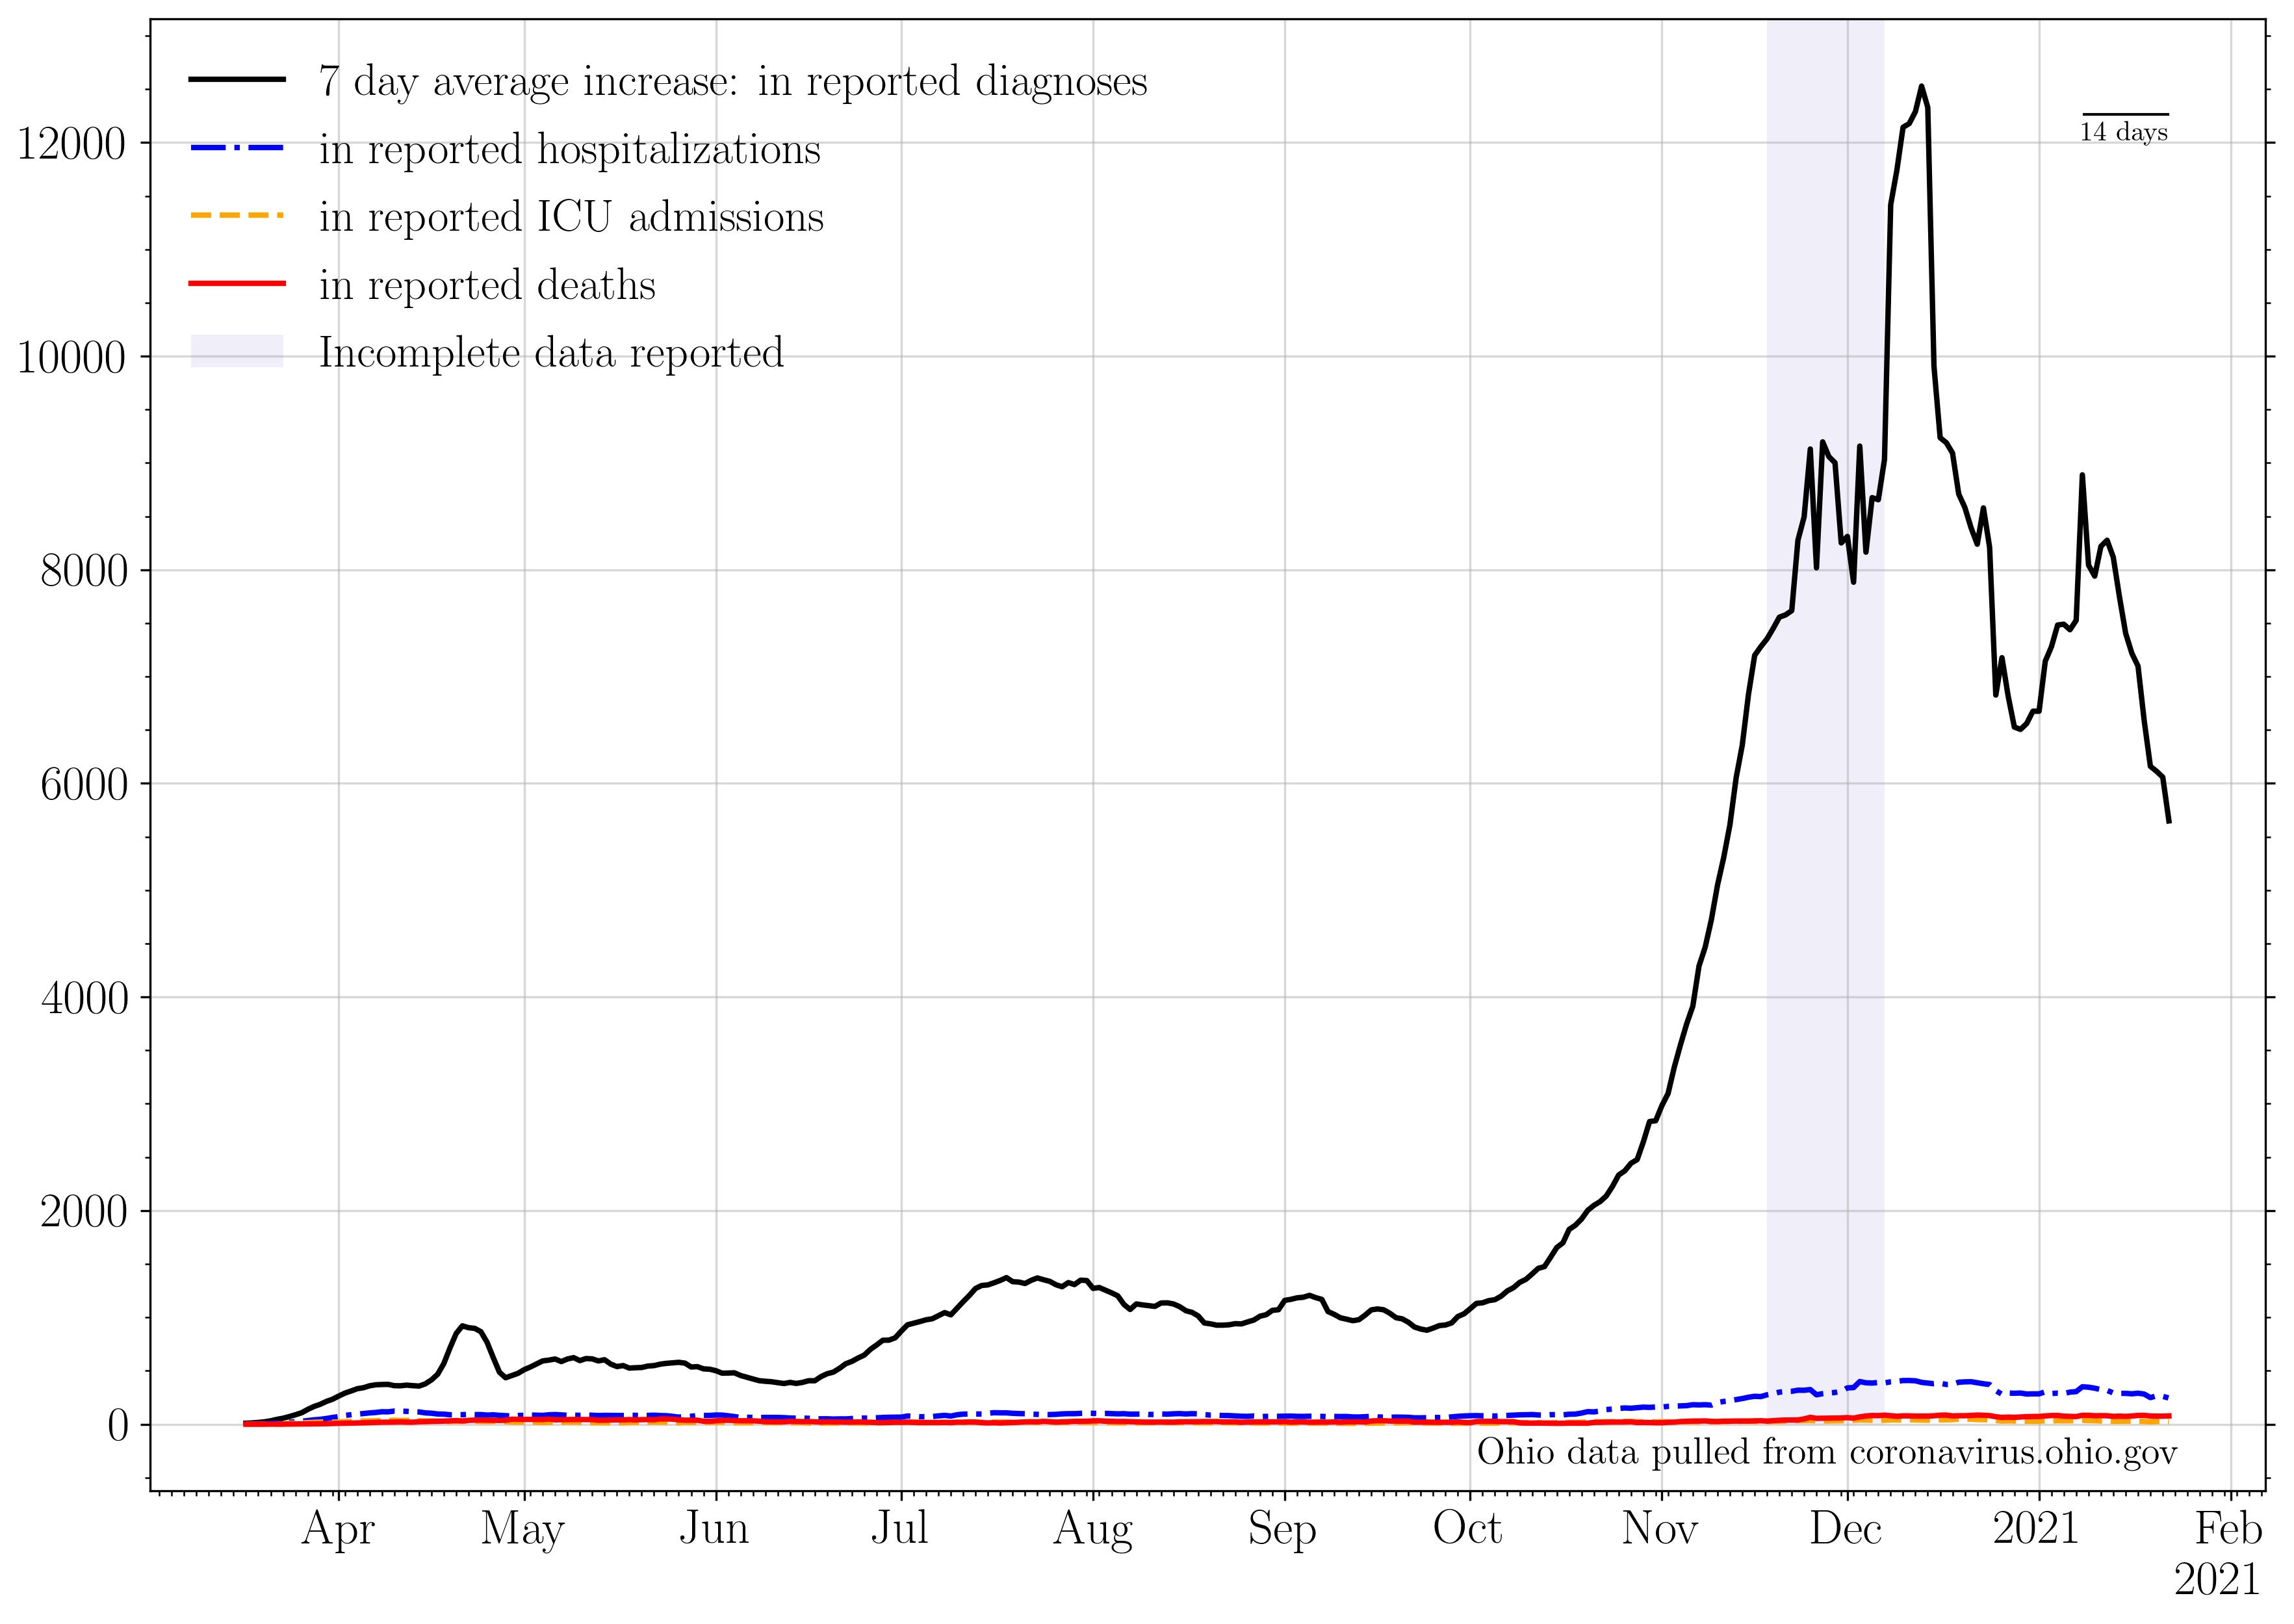 7 day average increase: in reported diagnoses
in reported hospitalizations
in reported ICU admissions
in reported deaths
Incomplete data reported
14 days
12000
10000
8000
6000
4000
2000
0
Ohio data pulled from coronavirus.ohio.gov
Apr May Jun Jul Aug Sep Oct Nov Dec 2021 Feb
2021